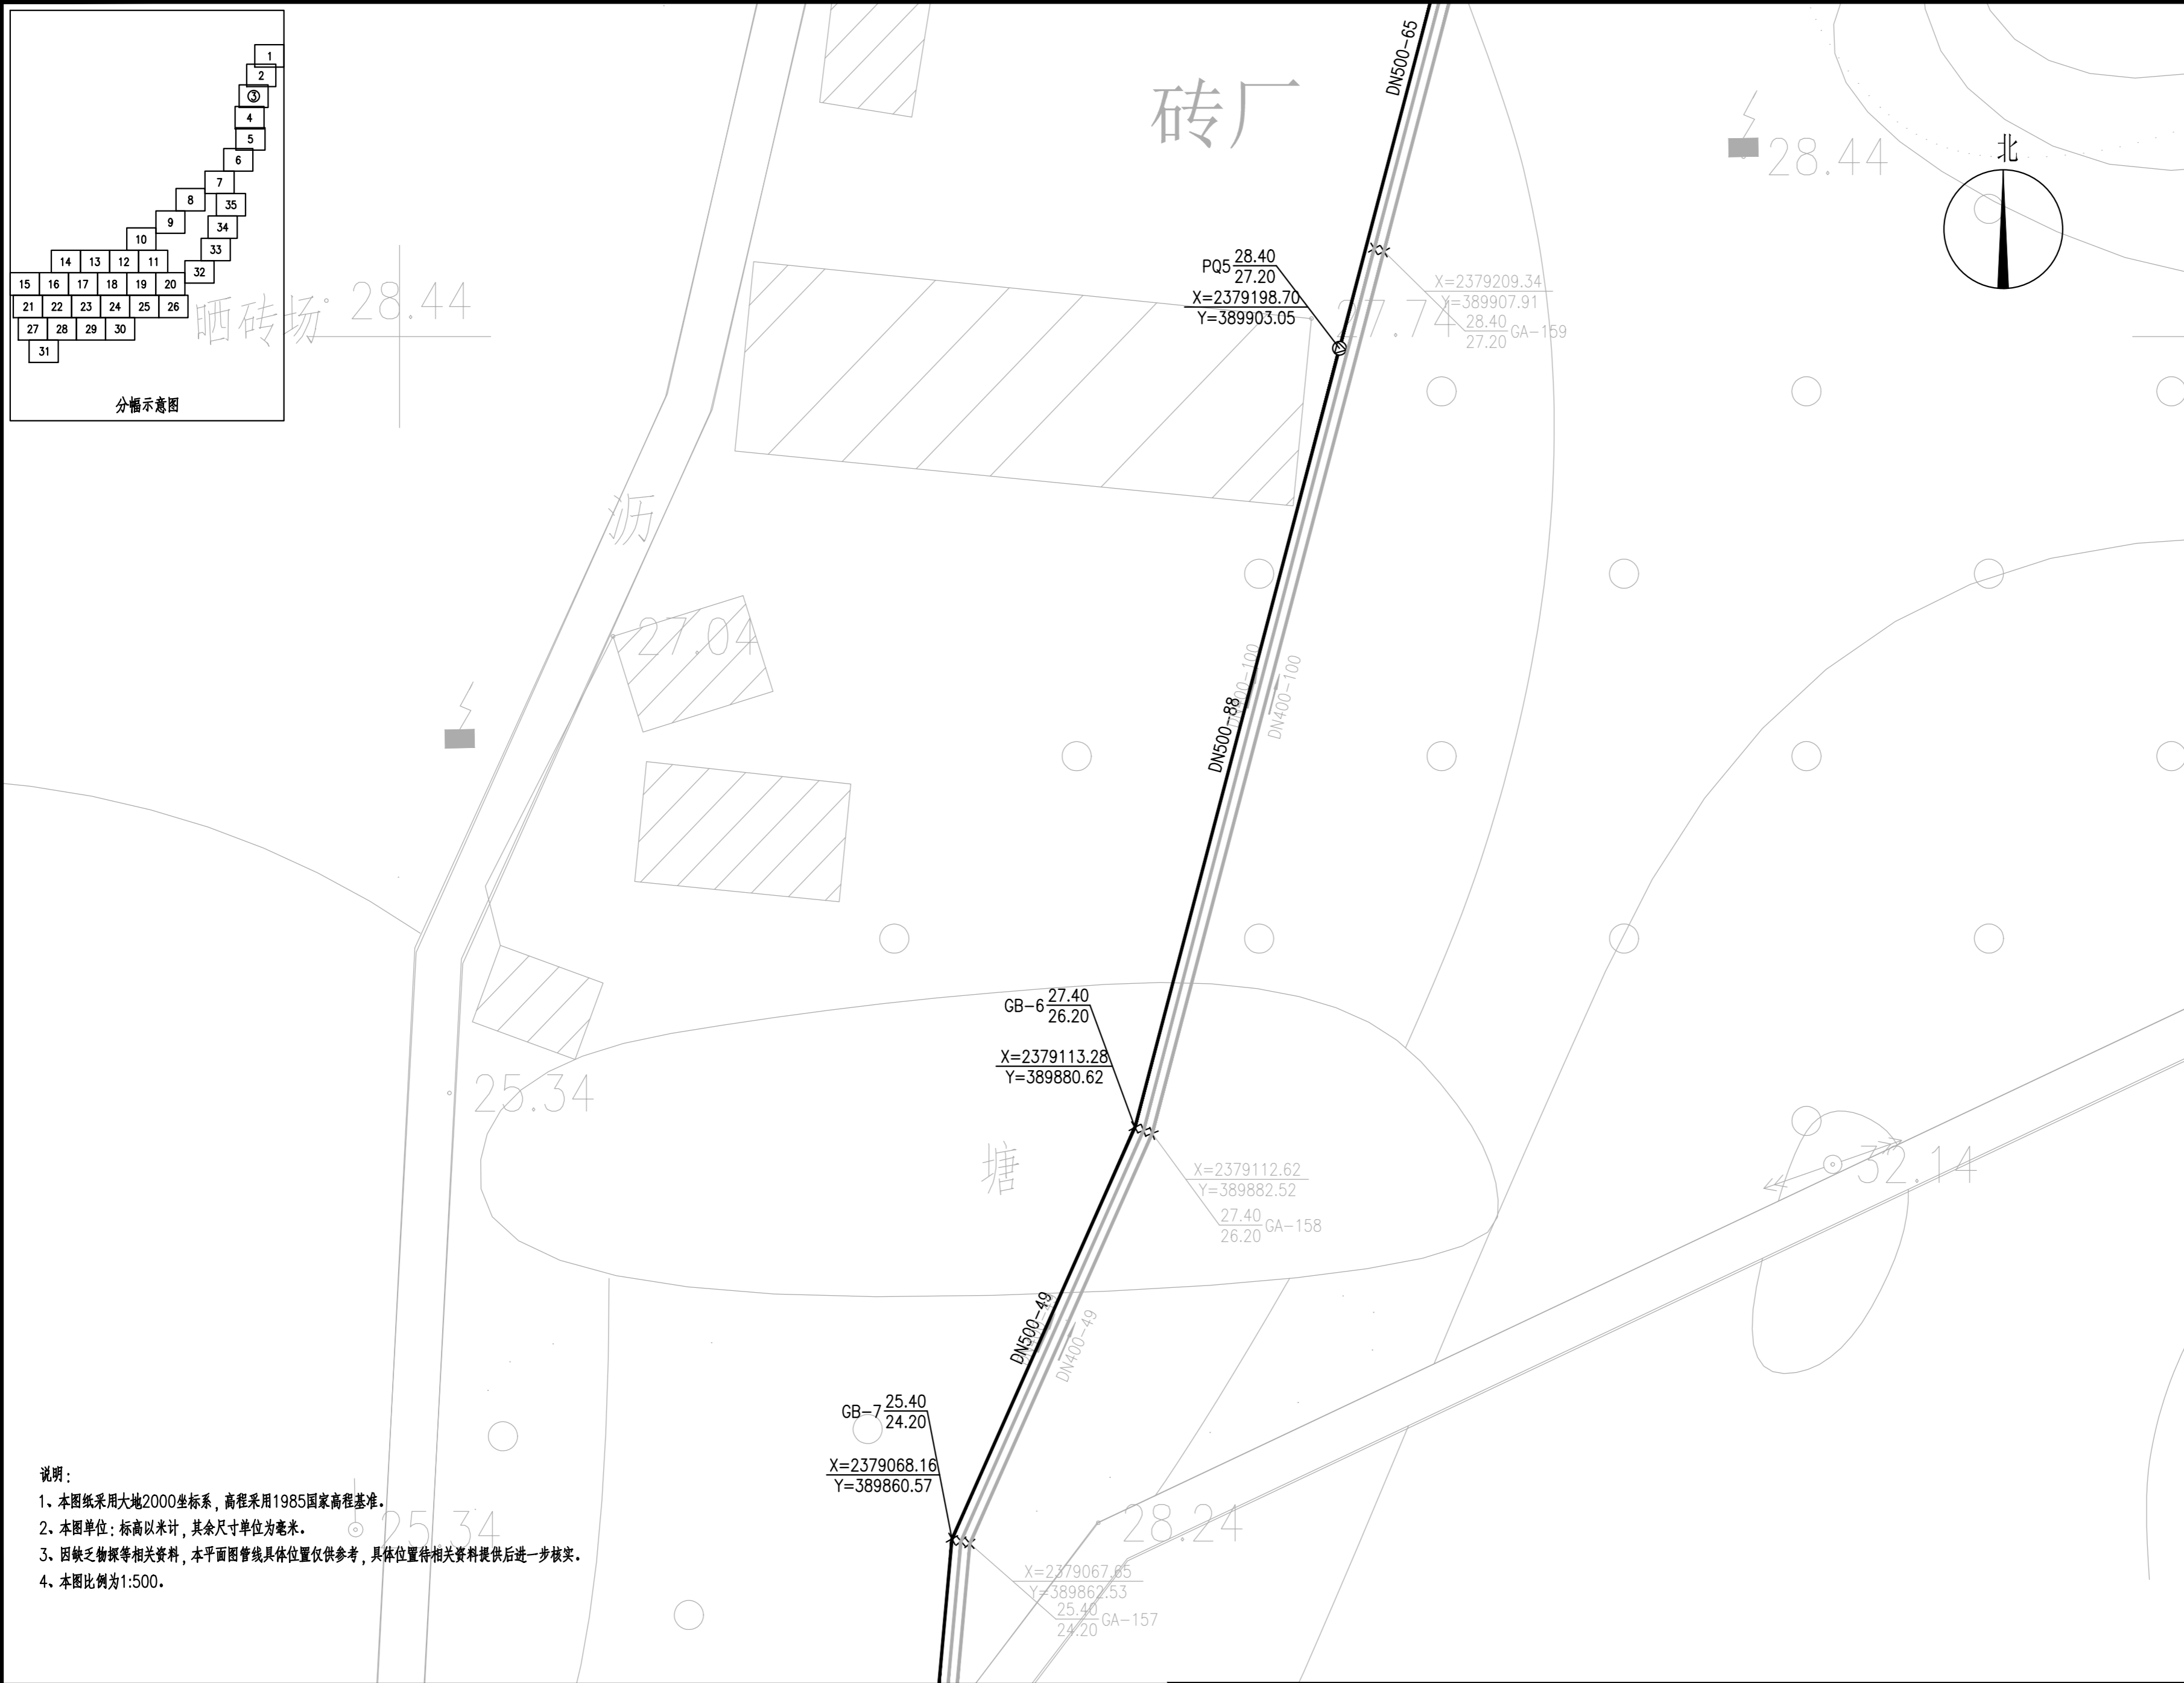 1
2
③
4
5
6
7
8
35
9
34
10
33
14
13
12
11
32
15
16
17
18
19
20
21
22
23
24
25
26
27
28
29
30
31
分幅示意图
晒砖场
28.44
砖厂
DN500-65
28.44
北
PQ5
28.40
27.20
X=2379198.70
Y=389903.05
27.74
X=2379209.34
Y=389907.91
28.40
27.20
GA-159
沥
27.04
DN500-88
DN400-100
GB-6
27.40
26.20
X=2379113.28
Y=389880.62
25.34
塘
X=2379112.62
Y=389882.52
27.40
26.20
GA-158
32.14
DN500-49
DN400-49
GB-7
25.40
24.20
X=2379068.16
Y=389860.57
25.34
28.24
X=2379067.65
Y=389862.53
25.40
24.20
GA-157
说明：
1、本图纸采用大地2000坐标系，高程采用1985国家高程基准。
2、本图单位：标高以米计，其余尺寸单位为毫米。
3、因缺乏物探等相关资料，本平面图管线具体位置仅供参考，具体位置待相关资料提供后进一步核实。
4、本图比例为1:500。